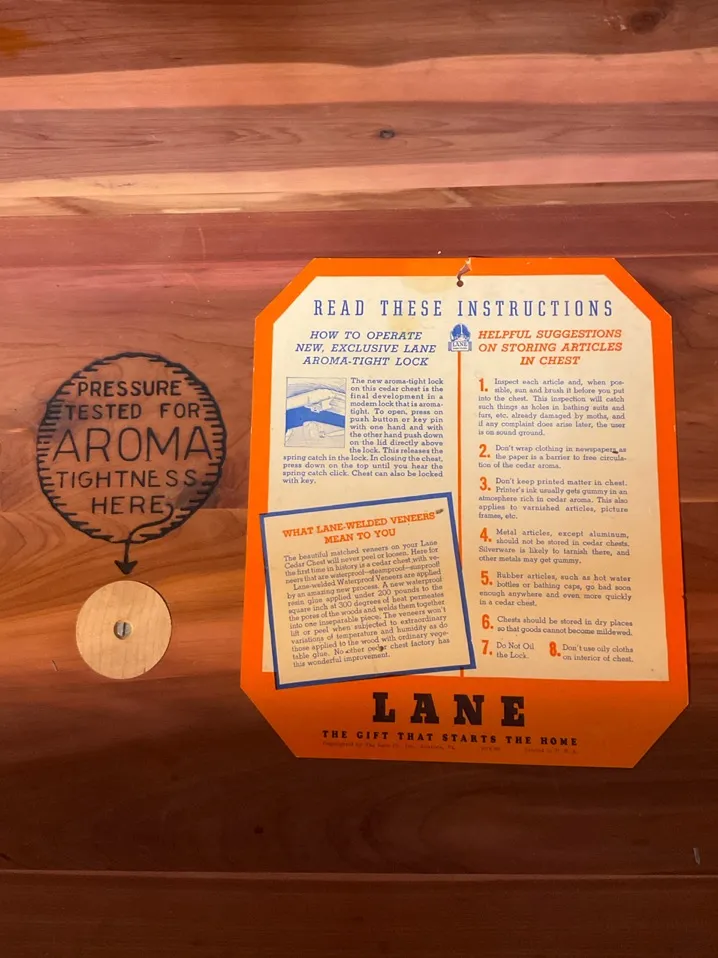 PRESSURE
TESTED FOR
AROMA
TIGHTNESS
HERE
READ THESE INSTRUCTIONS
HOW TO OPERATE
NEW, EXCLUSIVE LANE
AROMA-TIGHT LOCK
The new aroma-tight lock
on this cedar chest is the
final development in a
modern lock that is aroma-
tight. To open, press on
push button or key pin
with one hand and with
the other hand push down
on the lid directly above
the lock. This releases the
spring catch in the lock. In closing the chest,
press down on the top until you hear the
spring catch click. Chest can also be locked
with key.
WHAT LANE-WELDED VENEERS
MEAN TO YOU
The beautiful matched veneers on your Lane
Cedar Chest will never peel or loosen. Here for
the first time in history is a cedar chest with ve-
neers that are waterproof—steamproof—sunproof!
Lane-welded Waterproof Veneers are applied
by an amazing new process. A new waterproof
resin glue applied under 200 pounds to the
square inch at 300 degrees of heat permeates
the pores of the woods and welds them together
into one inseparable piece. The veneers won't
lift or peel when subjected to extraordinary
variations of temperature and humidity as do
those applied to the wood with ordinary vege-
table glue. No other cedar chest factory has
this wonderful improvement.
LANE
HELPFUL SUGGESTIONS
ON STORING ARTICLES
IN CHEST
1. Inspect each article and, when pos-
sible, sun and brush it before you put
into the chest. This inspection will catch
such things as holes in bathing suits and
furs, etc. already damaged by moths, and
if any complaint does arise later, the user
is on sound ground.
2. Don't wrap clothing in newspapers as
the paper is a barrier to free circula-
tion of the cedar aroma.
3. Don't keep printed matter in chest.
Printer's ink usually gets gummy in an
atmosphere rich in cedar aroma. This also
applies to varnished articles, picture
frames, etc.
4. Metal articles, except aluminum,
should not be stored in cedar chests.
Silverware is likely to tarnish there, and
other metals may get gummy.
5. Rubber articles, such as hot water
bottles or bathing caps, go bad soon
enough anywhere and even more quickly
in a cedar chest.
6. Chests should be stored in dry places
so that goods cannot become mildewed.
7. Do Not Oil
the Lock.
8. Don't use oily cloths
on interior of chest.
LANE
THE GIFT THAT STARTS THE HOME